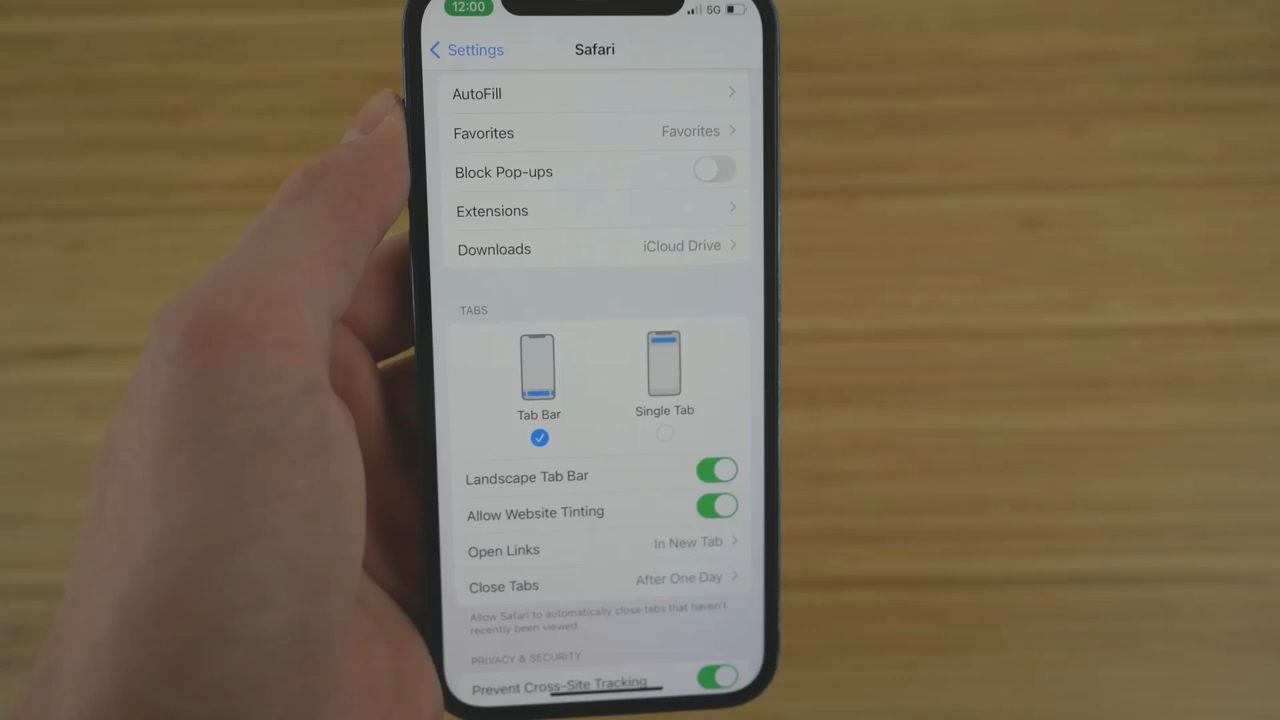 12:00 5G
Settings Safari
AutoFill
Favorites Favorites
Block Pop-ups
Extensions
Downloads iCloud Drive
TABS
Tab Bar Single Tab
Landscape Tab Bar
Allow Website Tinting
Open Links In New Tab
Close Tabs After One Day
Allow Safari to automatically close tabs that haven't
recently been viewed
PRIVACY & SECURITY
Prevent Cross-Site Tracking